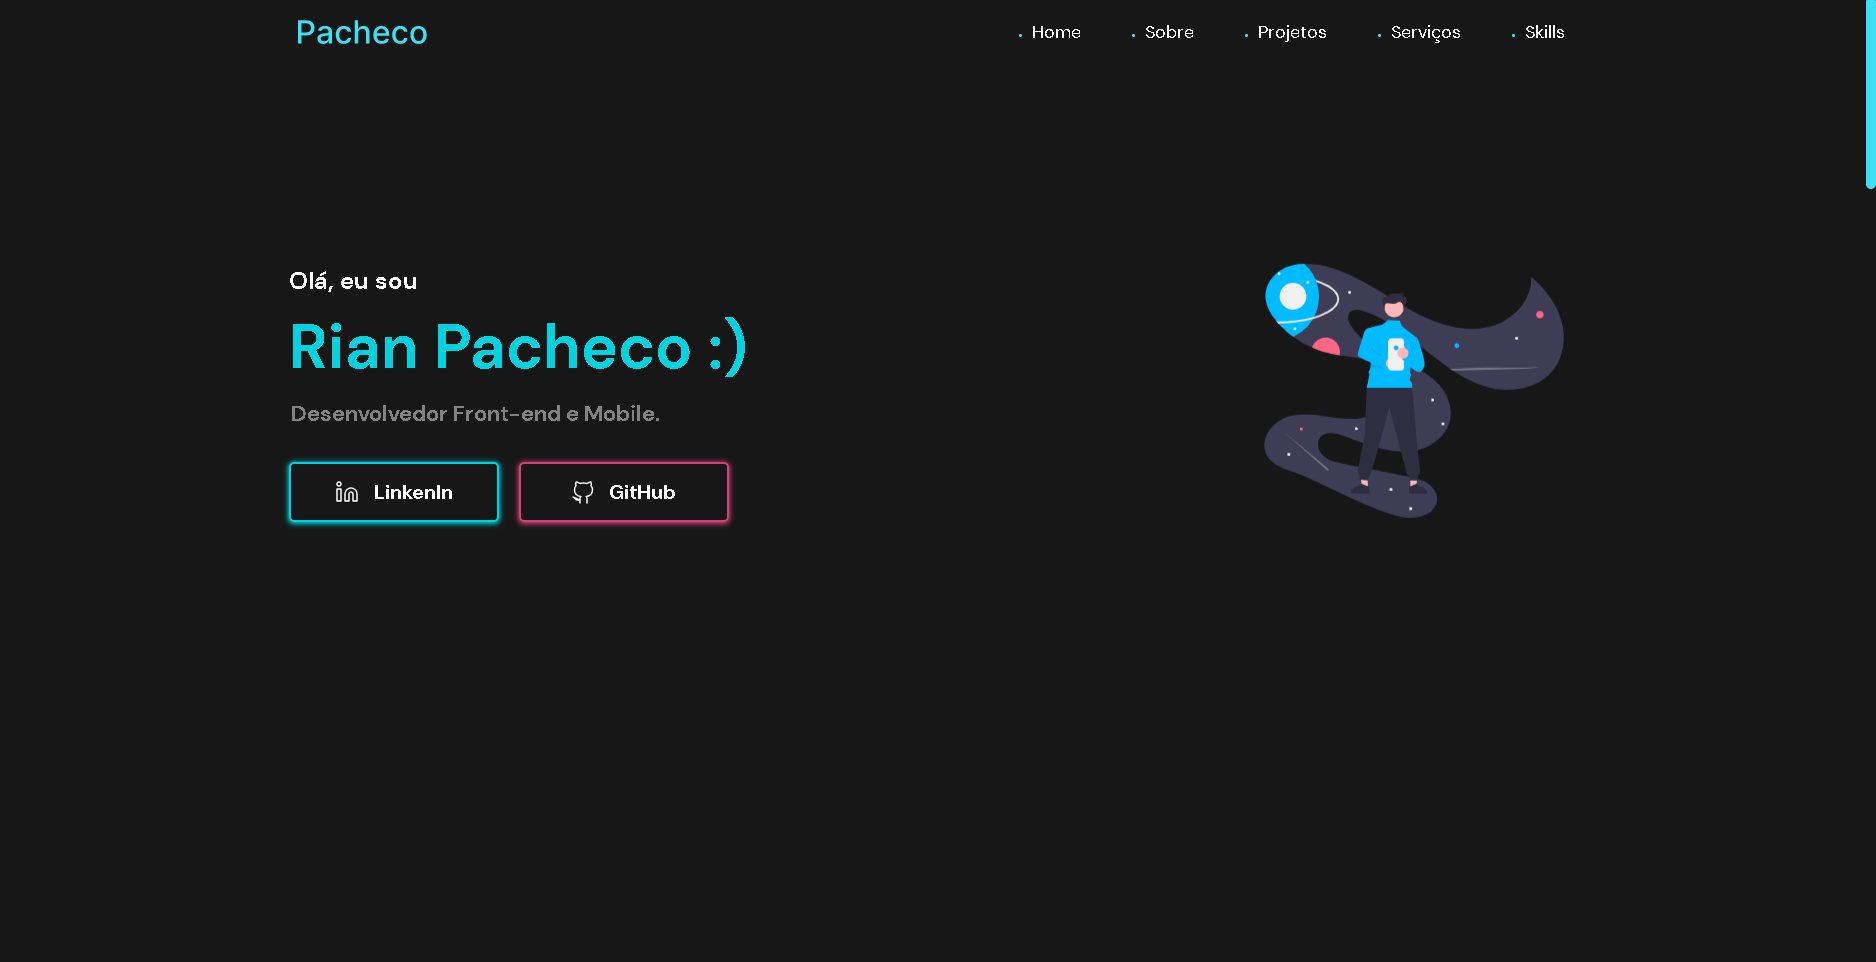 Pacheco
Home Sobre Projetos Serviços Skills
Olá, eu sou
Rian Pacheco :)
Desenvolvedor Front-end e Mobile.
LinkenIn GitHub